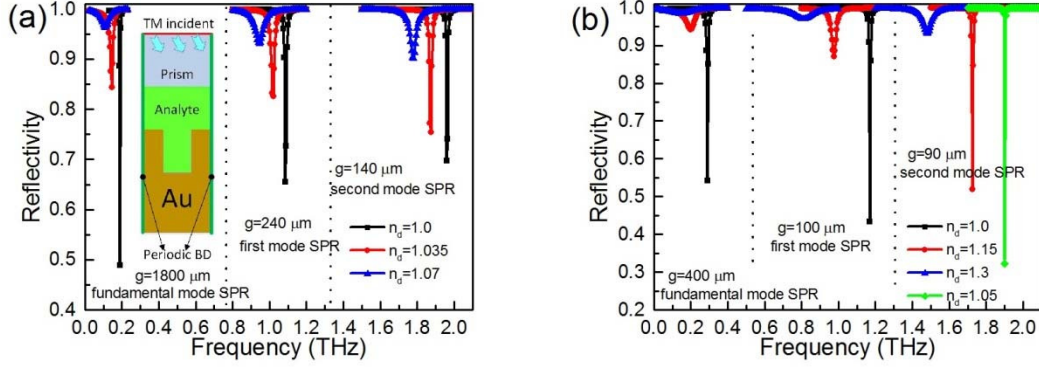 (a)
1.0
0.9
0.8
0.7
0.6
0.5
0.4
Reflectivity
TM incident
Prism
Analyte
Au
Periodic BD
g=1800 μm
fundamental mode SPR
g=240 μm
first mode SPR
g=140 μm
second mode SPR
n_d=1.0
n_d=1.035
n_d=1.07
0.0 0.2 0.4 0.6 0.8 1.0 1.2 1.4 1.6 1.8 2.0
Frequency (THz)
(b)
1.0
0.9
0.8
0.7
0.6
0.5
0.4
0.3
0.2
Reflectivity
g=400 μm
fundamental mode SPR
g=100 μm
first mode SPR
g=90 μm
second mode SPR
n_d=1.0
n_d=1.15
n_d=1.3
n_d=1.05
0.0 0.2 0.4 0.6 0.8 1.0 1.2 1.4 1.6 1.8 2.0
Frequency (THz)